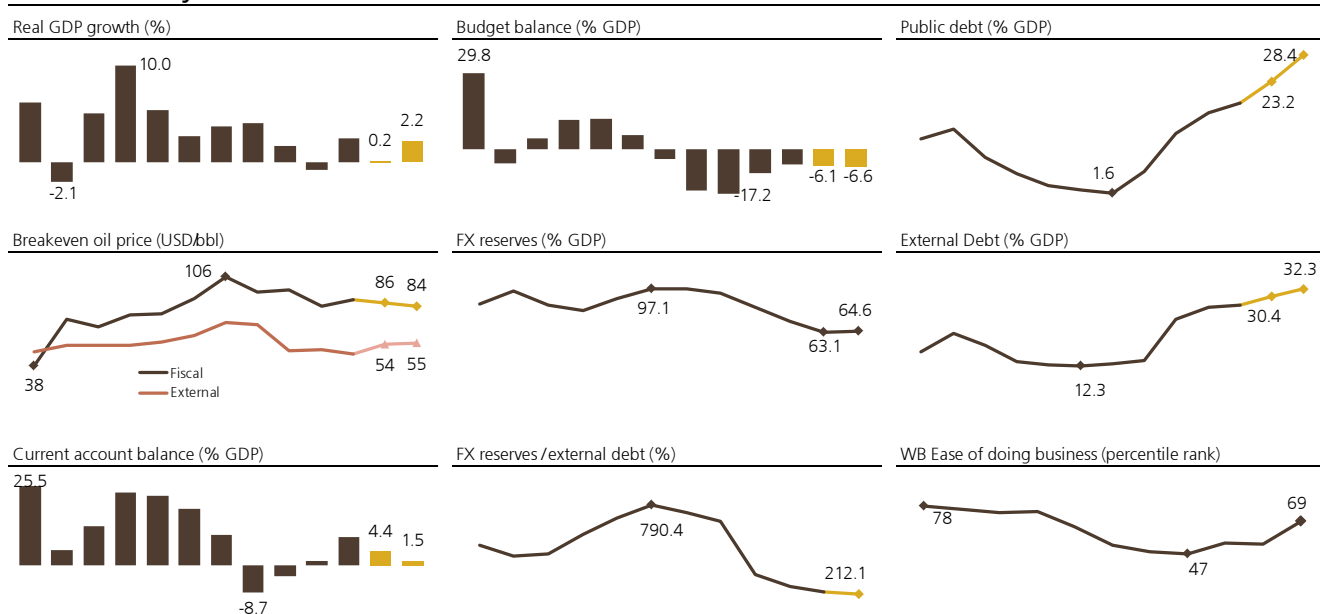 Real GDP growth (%)
10.0
-2.1
0.2
2.2
Budget balance (% GDP)
29.8
-17.2
-6.1
-6.6
Public debt (% GDP)
1.6
23.2
28.4
Breakeven oil price (USD/bbl)
38
106
86
84
54
55
Fiscal
External
FX reserves (% GDP)
97.1
63.1
64.6
External Debt (% GDP)
12.3
30.4
32.3
Current account balance (% GDP)
25.5
-8.7
4.4
1.5
FX reserves/external debt (%)
790.4
212.1
WB Ease of doing business (percentile rank)
78
47
69